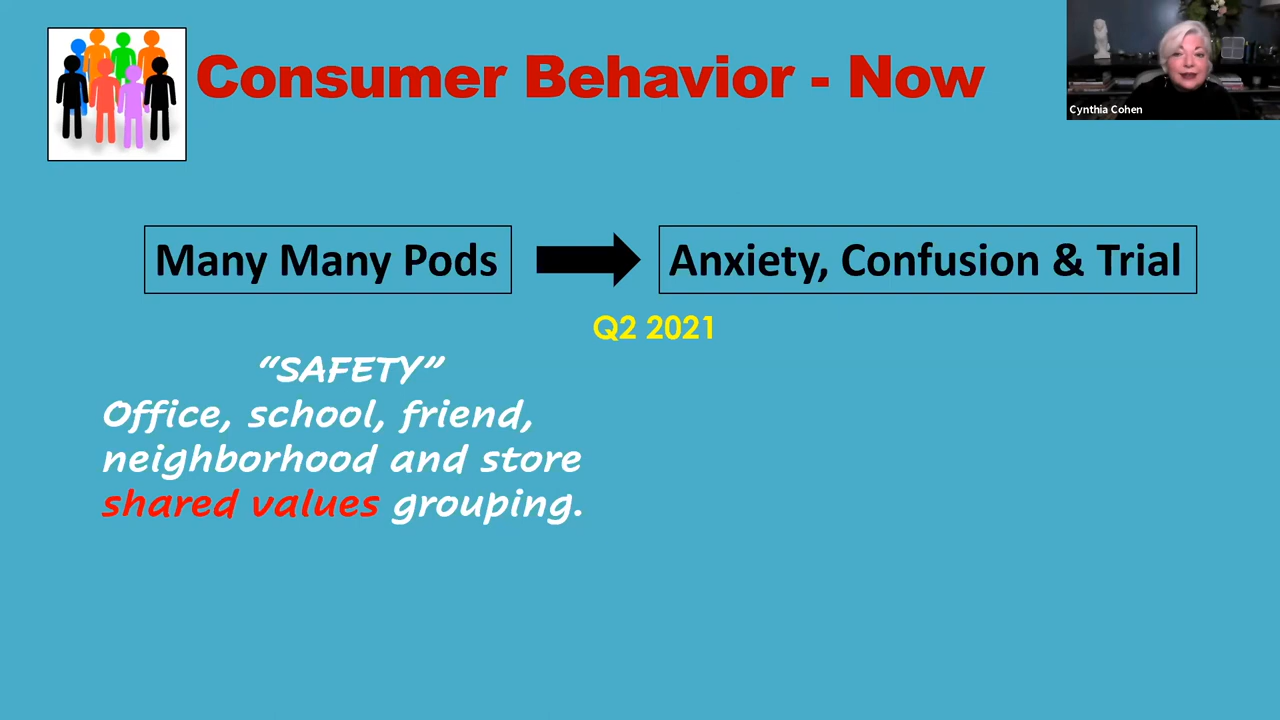 Consumer Behavior - Now
Cynthia Cohen
Many Many Pods
Anxiety, Confusion & Trial
Q2 2021
“SAFETY”
Office, school, friend,
neighborhood and store
shared values grouping.